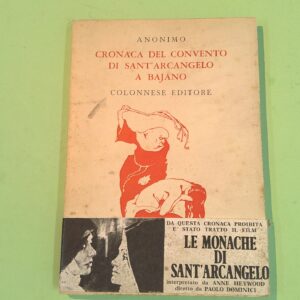 ANONIMO
CRONACA DEL CONVENTO
DI SANT'ARCANGELO
A BAJANO
COLONNESE EDITORE
DA QUESTA CRONACA PROIBITA
E' STATO TRATTO IL FILM
LE MONACHE
DI
SANT'ARCANGELO
interpretato da ANNE HEYWOOD
diretto da PAOLO DOMINICI